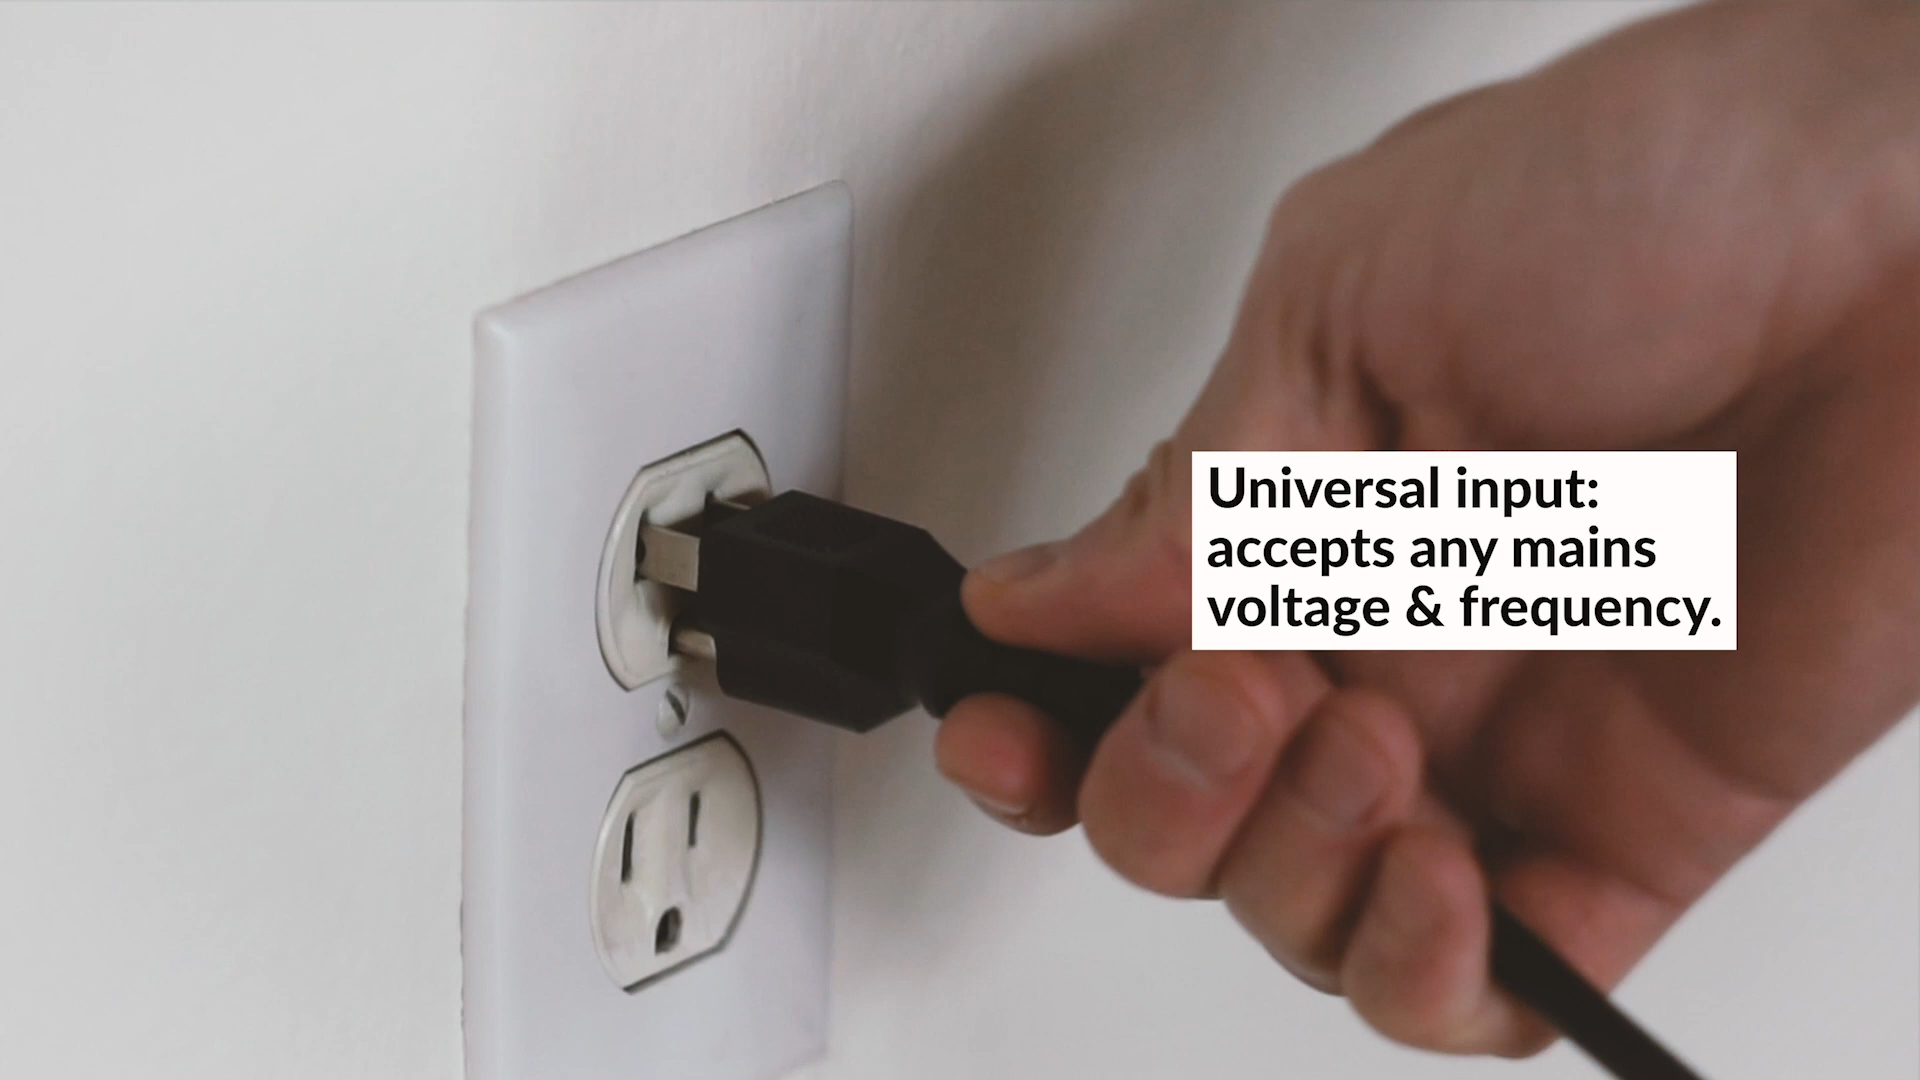 Universal input:
accepts any mains
voltage & frequency.